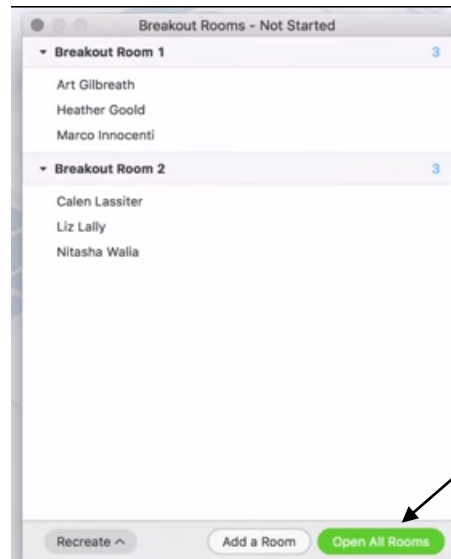 Breakout Rooms - Not Started
Breakout Room 1 3
Art Gilbreath
Heather Goold
Marco Innocenti
Breakout Room 2 3
Calen Lassiter
Liz Lally
Nitasha Walia
Recreate Add a Room Open All Rooms